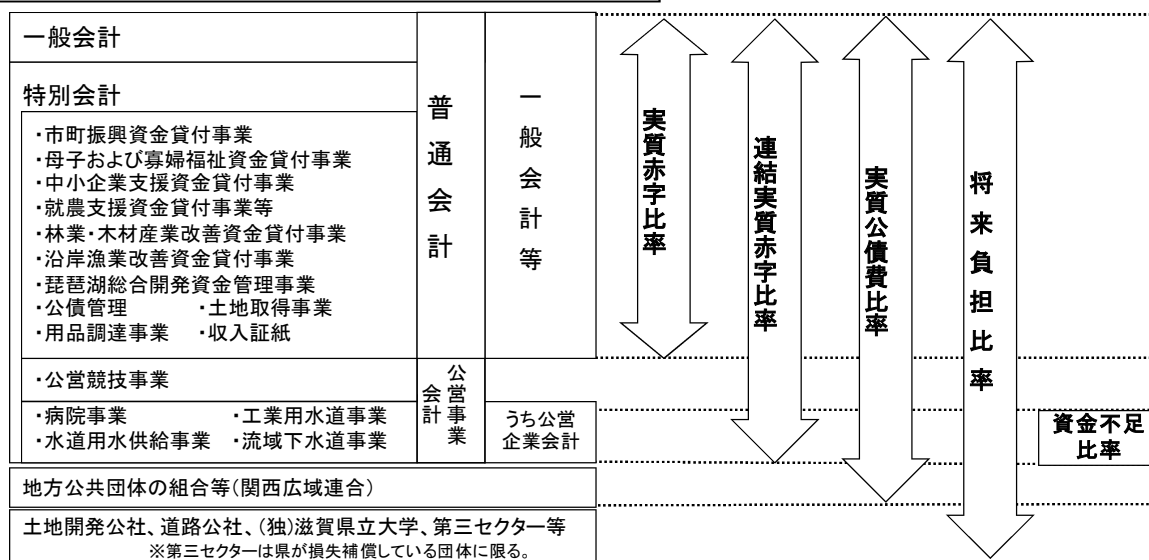 一般会計
特別会計
・市町振興資金貸付事業
・母子および寡婦福祉資金貸付事業
・中小企業支援資金貸付事業
・就農支援資金貸付事業等
・林業・木材産業改善資金貸付事業
・沿岸漁業改善資金貸付事業
・琵琶湖総合開発資金管理事業
・公債管理　・土地取得事業
・用品調達事業　・収入証紙
普通会計
一般会計等
・公営競技事業
・病院事業　・工業用水道事業
・水道用水供給事業　・流域下水道事業
公営事業
会計
うち公営
企業会計
地方公共団体の組合等(関西広域連合)
土地開発公社、道路公社、(独)滋賀県立大学、第三セクター等
※第三セクターは県が損失補償している団体に限る。
実質赤字比率
連結実質赤字比率
実質公債費比率
将来負担比率
資金不足
比率